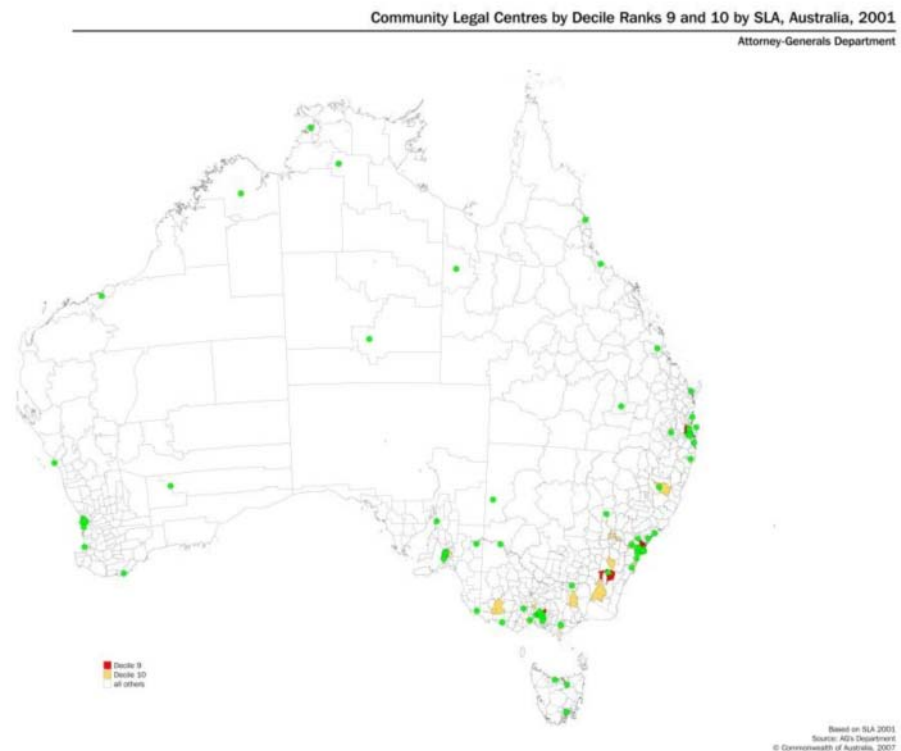 Community Legal Centres by Decile Ranks 9 and 10 by SLA, Australia, 2001
Attorney-Generals Department
Decile 9
Decile 10
all others
Based on SLA 2001
Source: AGs Department
© Commonwealth of Australia, 2007